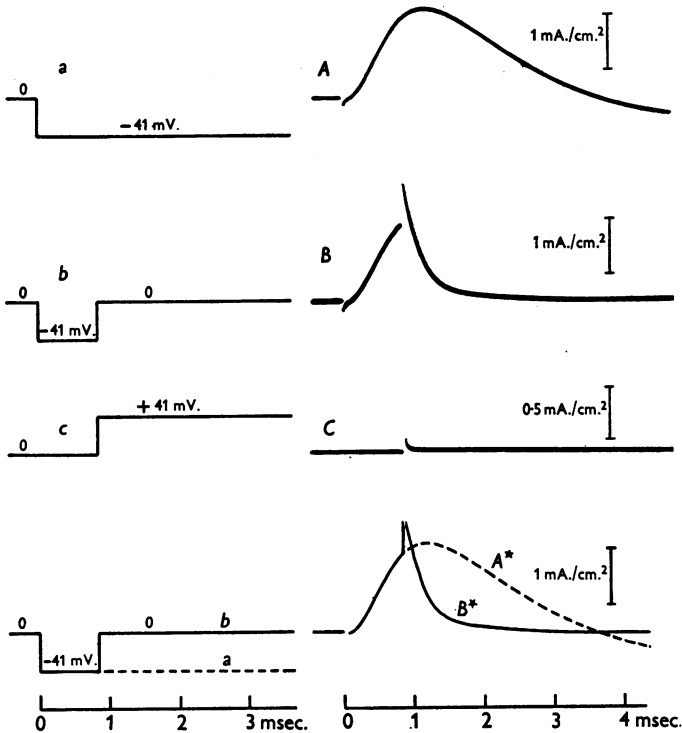 a
0
− 41 mV.
A
1 mA./cm.²
b
0
−41 mV.
0
B
1 mA./cm.²
c
0
+ 41 mV.
C
0·5 mA./cm.²
0
−41 mV.
0
b
a
A*
B*
1 mA./cm.²
0 1 2 3 msec.
0 1 2 3 4 msec.